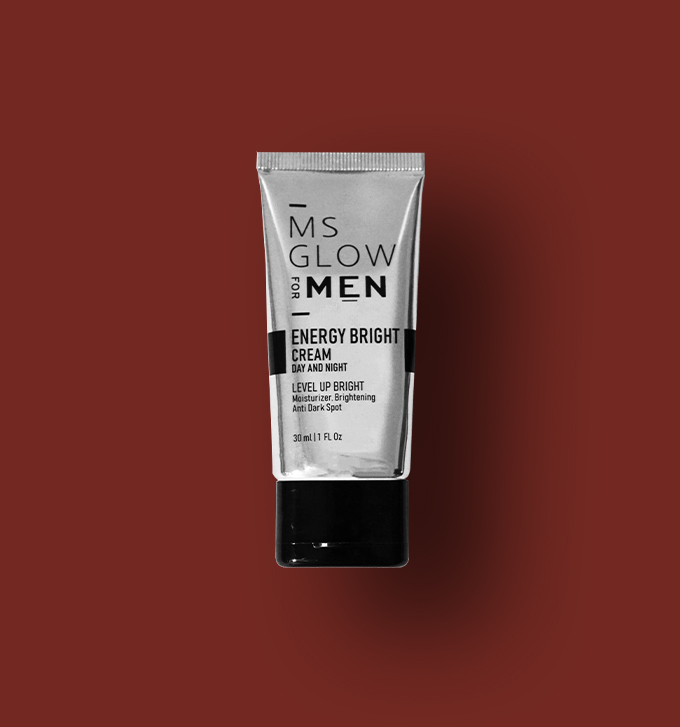 MS
GLOW
FOR MEN
ENERGY BRIGHT
CREAM
DAY AND NIGHT
LEVEL UP BRIGHT
Moisturizer, Brightening
Anti Dark Spot
30 ml | 1 FL Oz